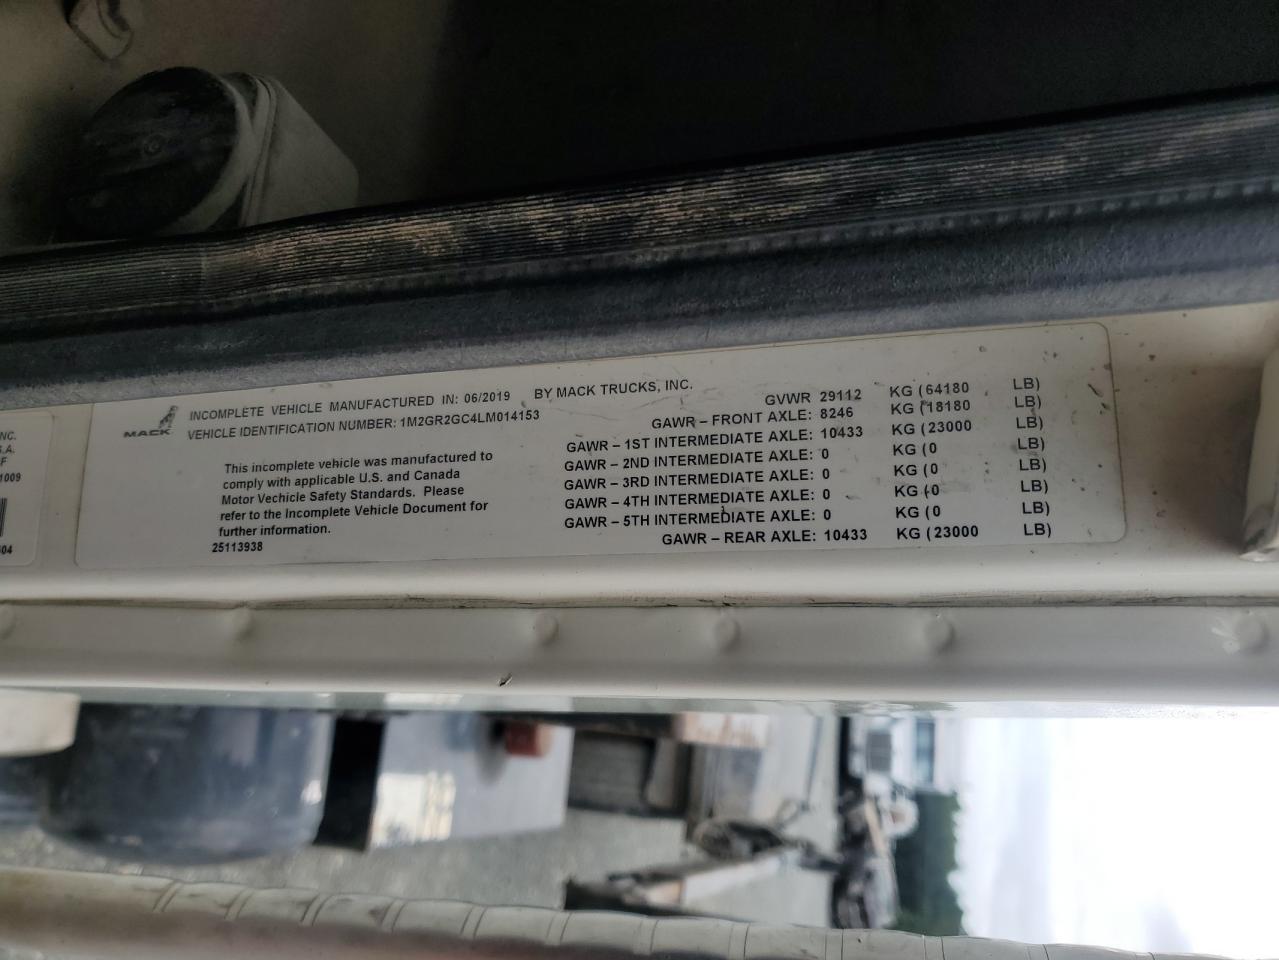 NC.
S.A.
F
1009
04
MACK
INCOMPLETE VEHICLE MANUFACTURED IN: 06/2019 BY MACK TRUCKS, INC.
VEHICLE IDENTIFICATION NUMBER: 1M2GR2GC4LM014153
This incomplete vehicle was manufactured to
comply with applicable U.S. and Canada
Motor Vechicle Safety Standards. Please
refer to the Incomplete Vehicle Document for
further information.
25113938
GVWR 29112 KG (64180 LB)
GAWR – FRONT AXLE: 8246 KG (18180 LB)
GAWR – 1ST INTERMEDIATE AXLE: 10433 KG (23000 LB)
GAWR – 2ND INTERMEDIATE AXLE: 0 KG (0 LB)
GAWR – 3RD INTERMEDIATE AXLE: 0 KG (0 LB)
GAWR – 4TH INTERMEDIATE AXLE: 0 KG (0 LB)
GAWR – 5TH INTERMEDIATE AXLE: 0 KG (0 LB)
GAWR – REAR AXLE: 10433 KG (23000 LB)